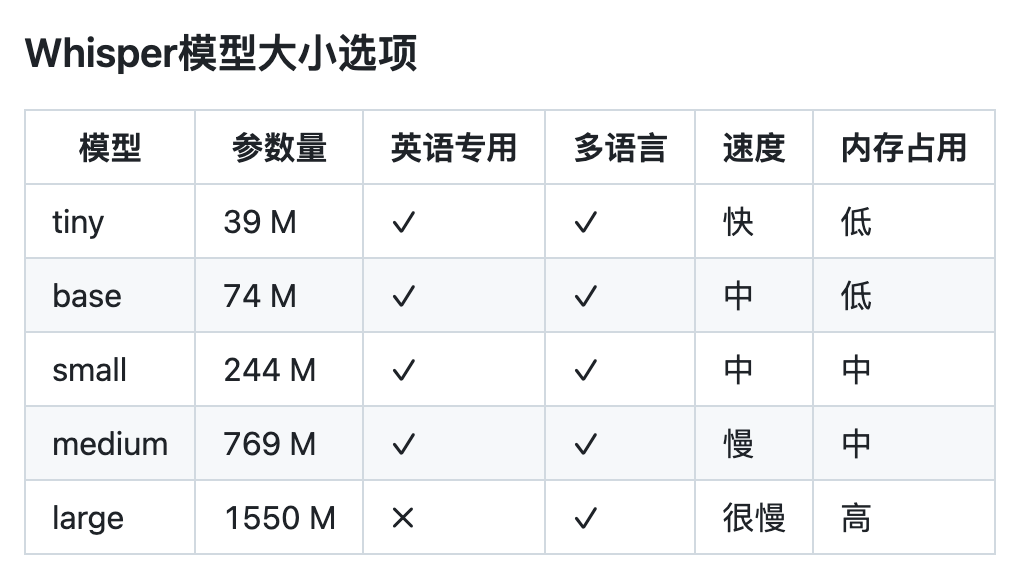 Whisper模型大小选项
模型 参数量 英语专用 多语言 速度 内存占用
tiny 39 M ✓ ✓ 快 低
base 74 M ✓ ✓ 中 低
small 244 M ✓ ✓ 中 中
medium 769 M ✓ ✓ 慢 中
large 1550 M ✕ ✓ 很慢 高